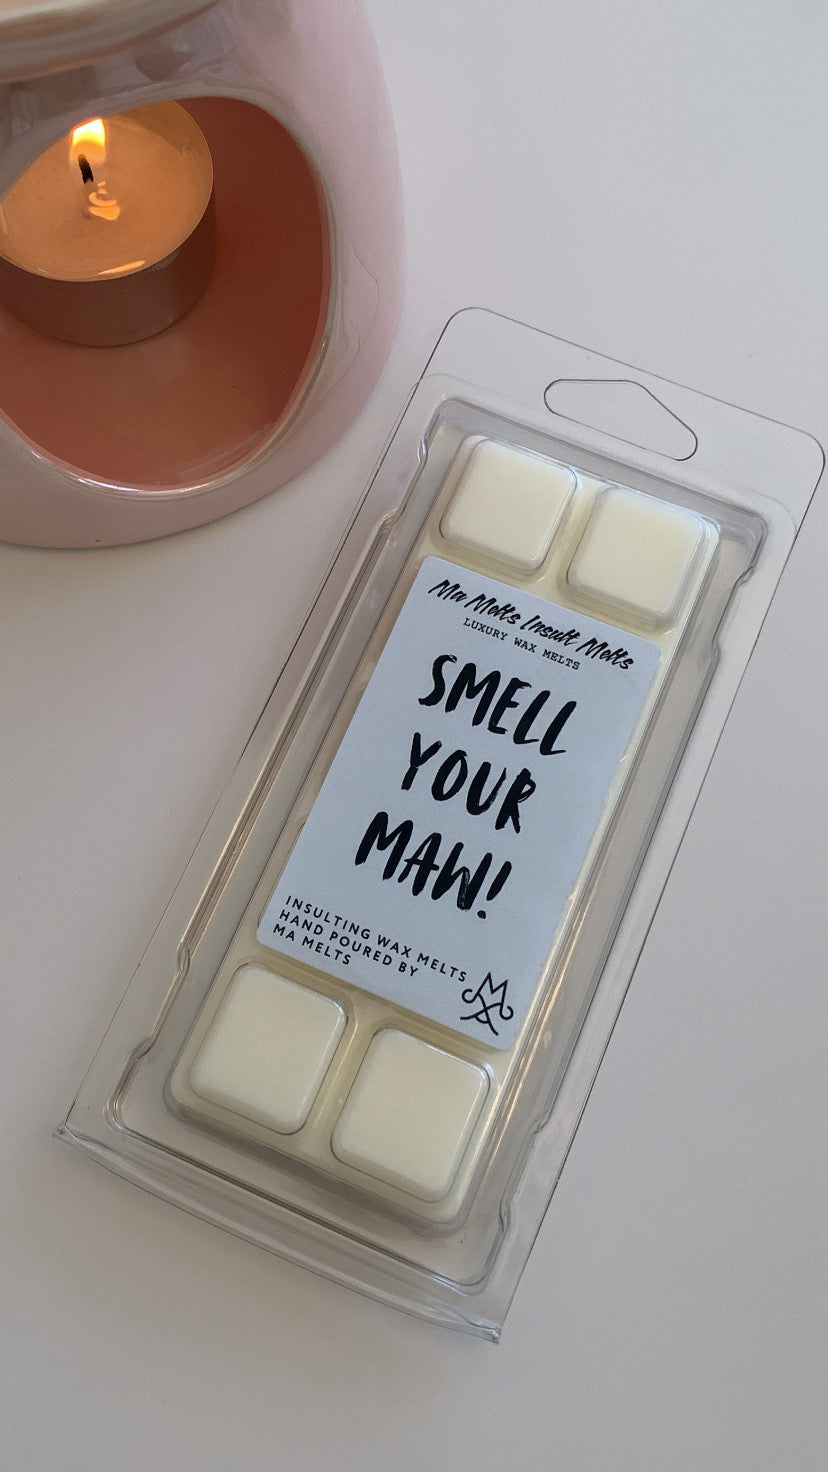 Ma Melts Insult Melts
LUXURY WAX MELTS
SMELL
YOUR
MAW!
INSULTING WAX MELTS
HAND POURED BY
MA MELTS